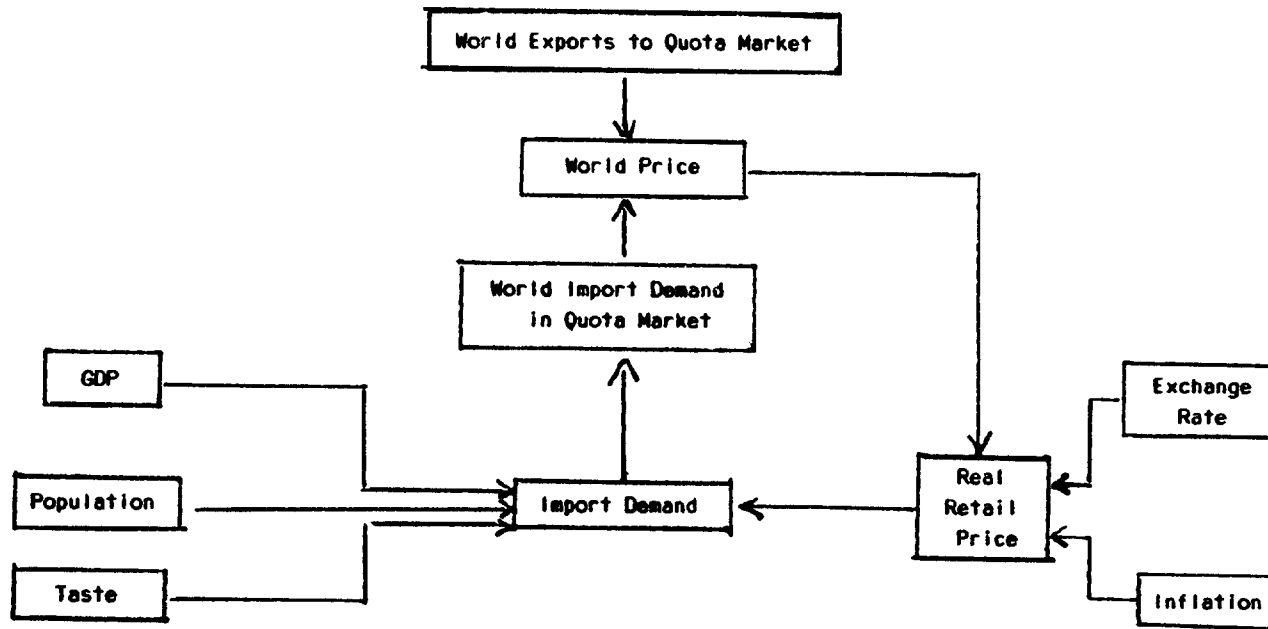 World Exports to Quota Market
World Price
World Import Demand
in Quota Market
GDP
Exchange
Rate
Population
Import Demand
Real
Retail
Price
Taste
Inflation